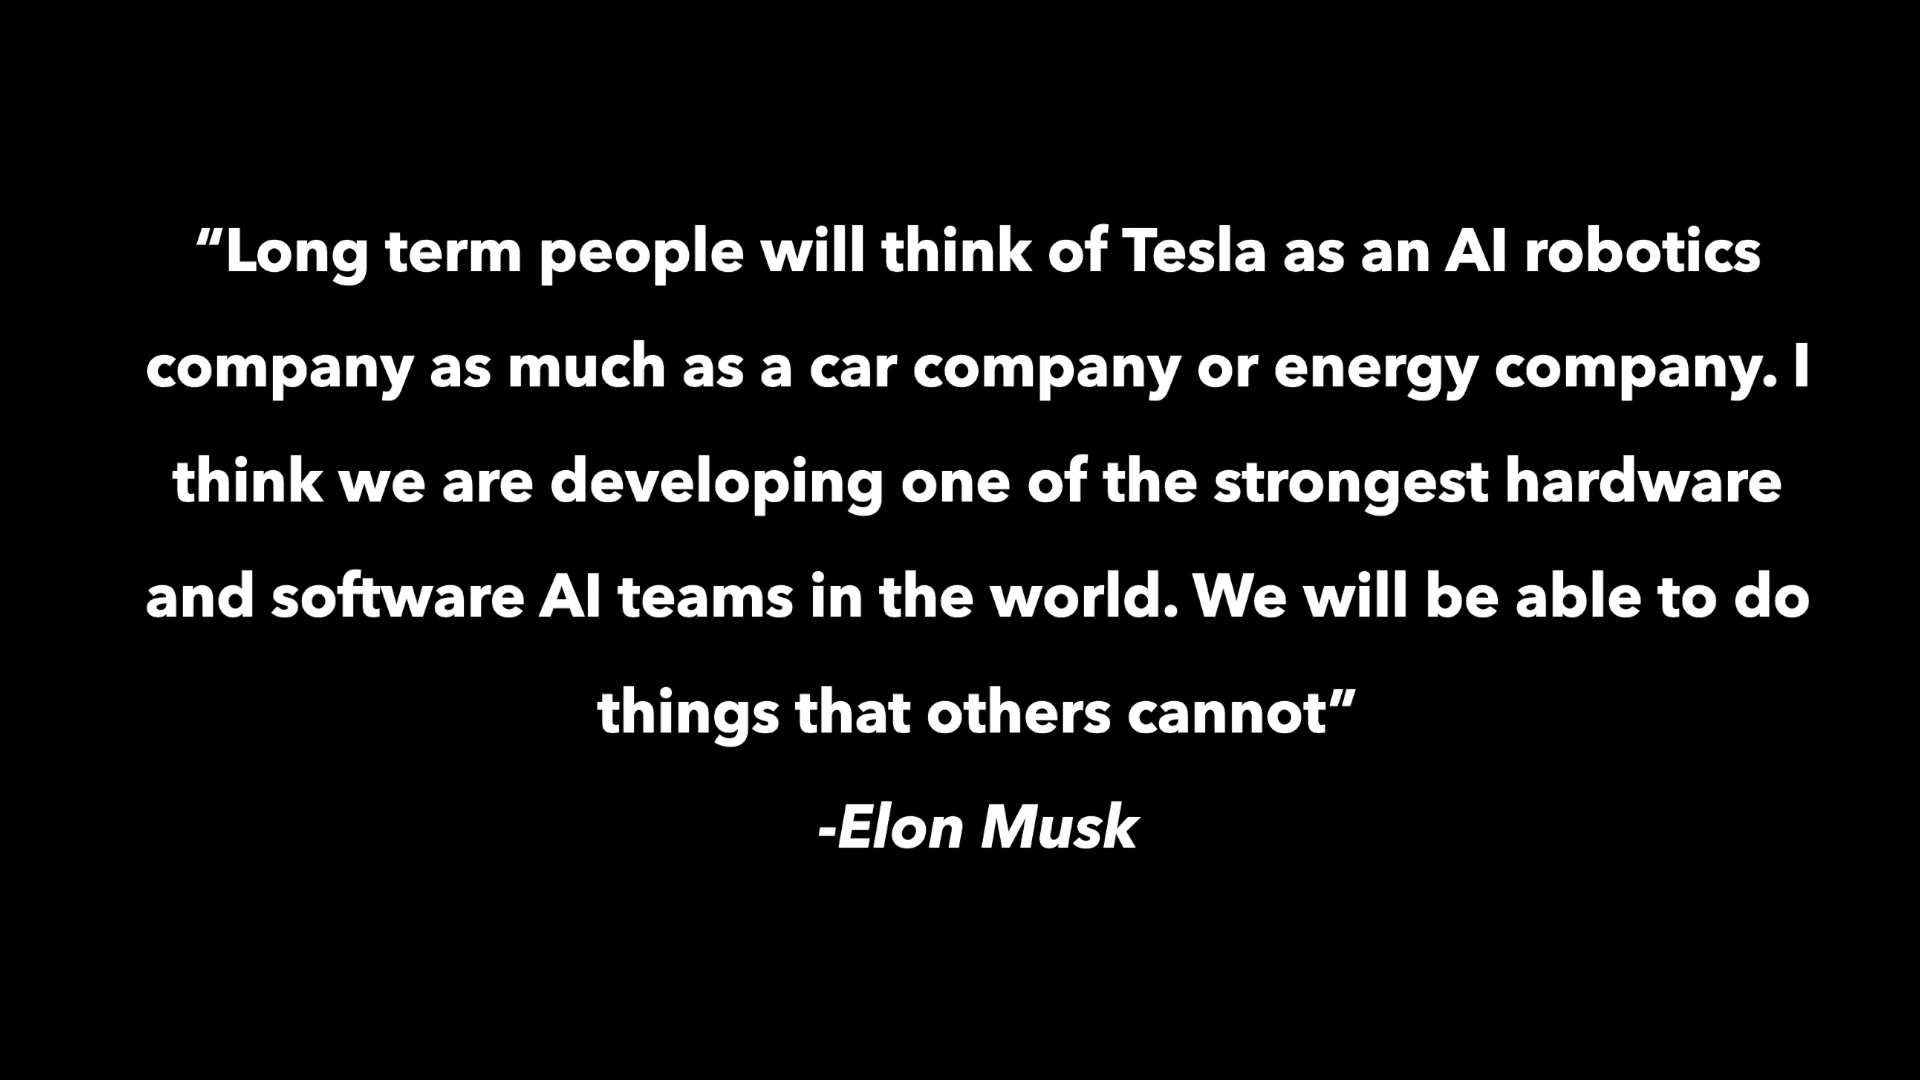 “Long term people will think of Tesla as an AI robotics
company as much as a car company or energy company. I
think we are developing one of the strongest hardware
and software AI teams in the world. We will be able to do
things that others cannot”
-Elon Musk